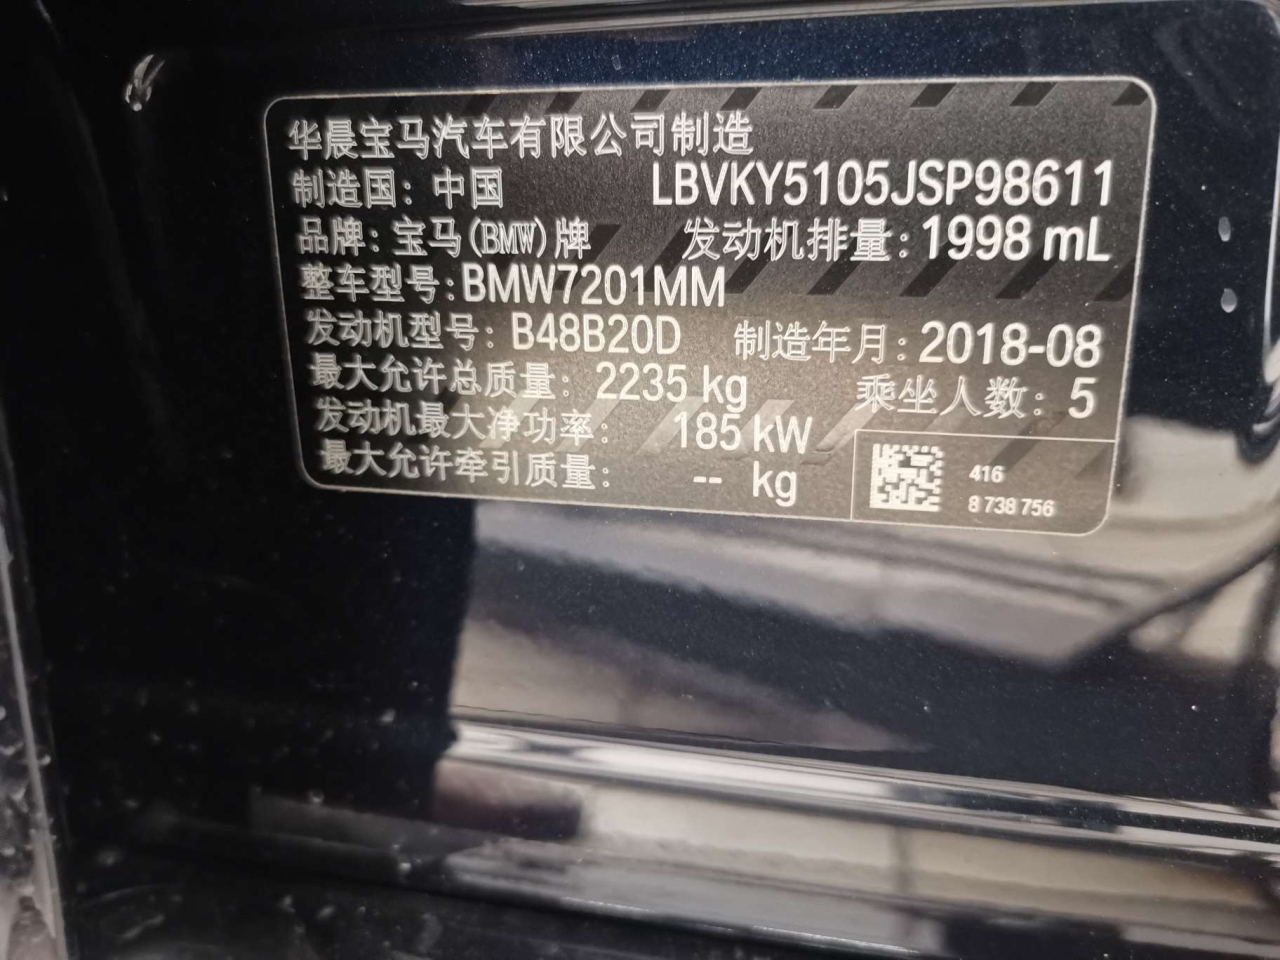 华晨宝马汽车有限公司制造
制造国：中国 LBVKY5105JSP98611
品牌：宝马(BMW)牌 发动机排量：1998 mL
整车型号：BMW7201MM
发动机型号：B48B20D 制造年月：2018-08
最大允许总质量：2235 kg 乘坐人数：5
发动机最大净功率：185 kW
最大允许牵引质量：-- kg
416
8 738 756